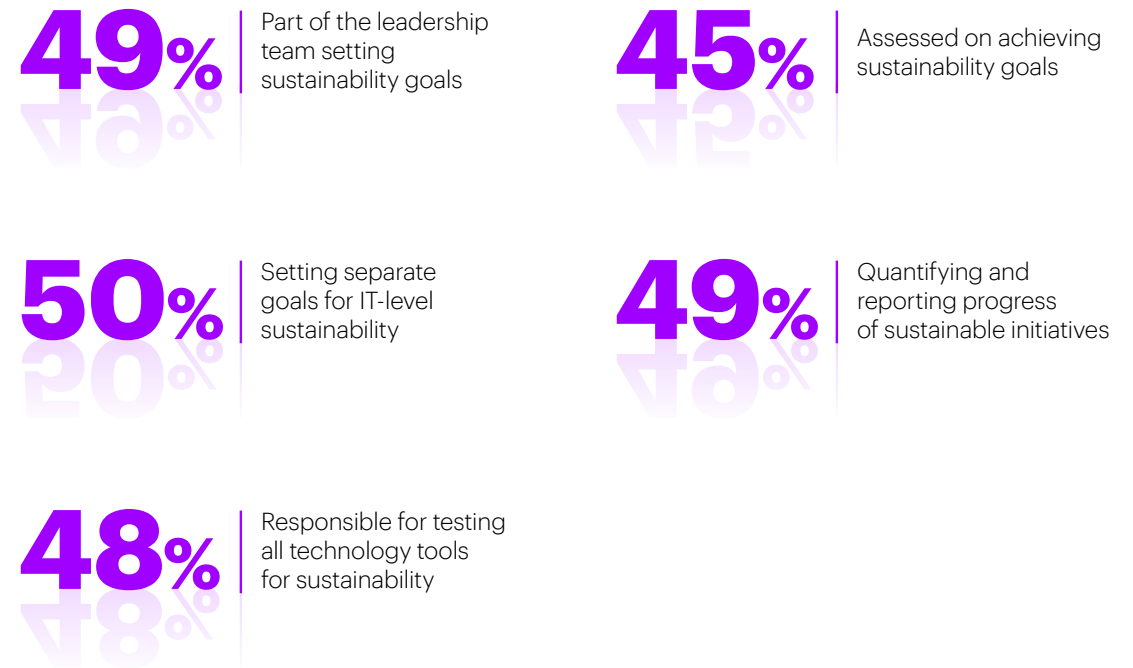 49%
Part of the leadership
team setting
sustainability goals
45%
Assessed on achieving
sustainability goals
50%
Setting separate
goals for IT-level
sustainability
49%
Quantifying and
reporting progress
of sustainable initiatives
48%
Responsible for testing
all technology tools
for sustainability